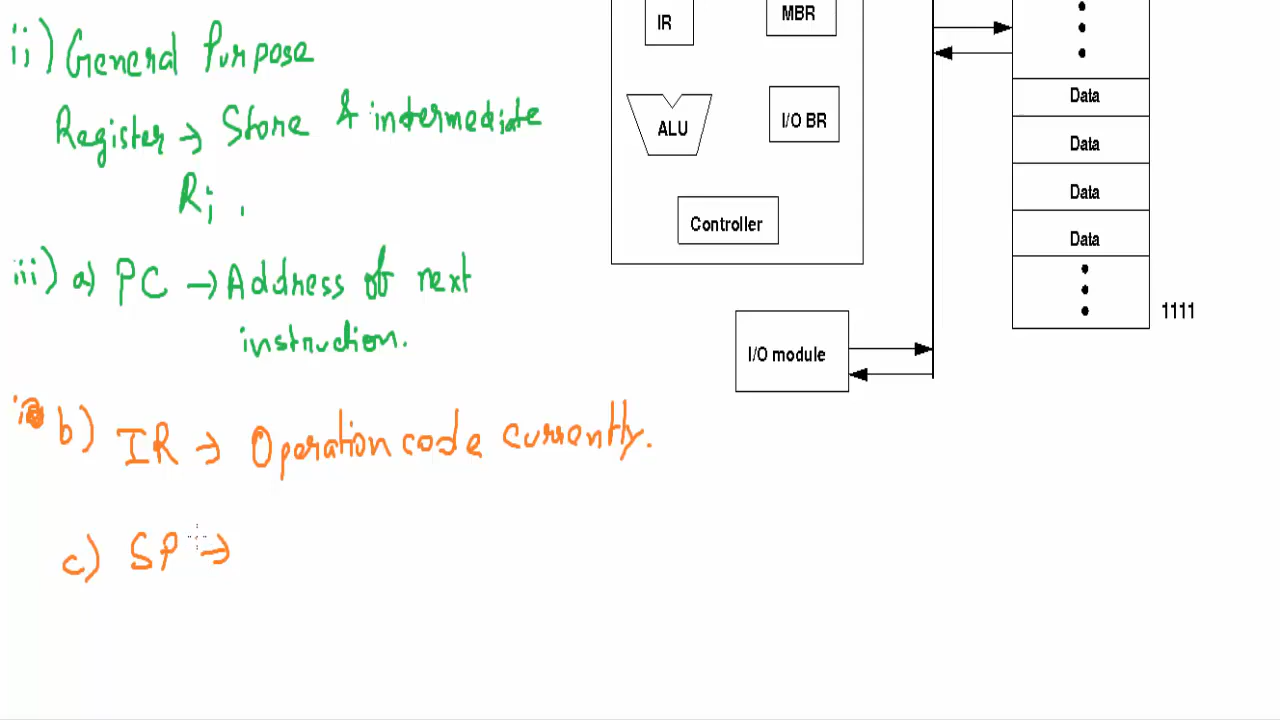 ii) General Purpose
Register → Store & intermediate
Ri .
iii) a) PC → Address of next
instruction.
b) IR → Operation code currently.
c) SP →
IR
MBR
ALU
I/O BR
Controller
I/O module
Data
Data
Data
Data
1111